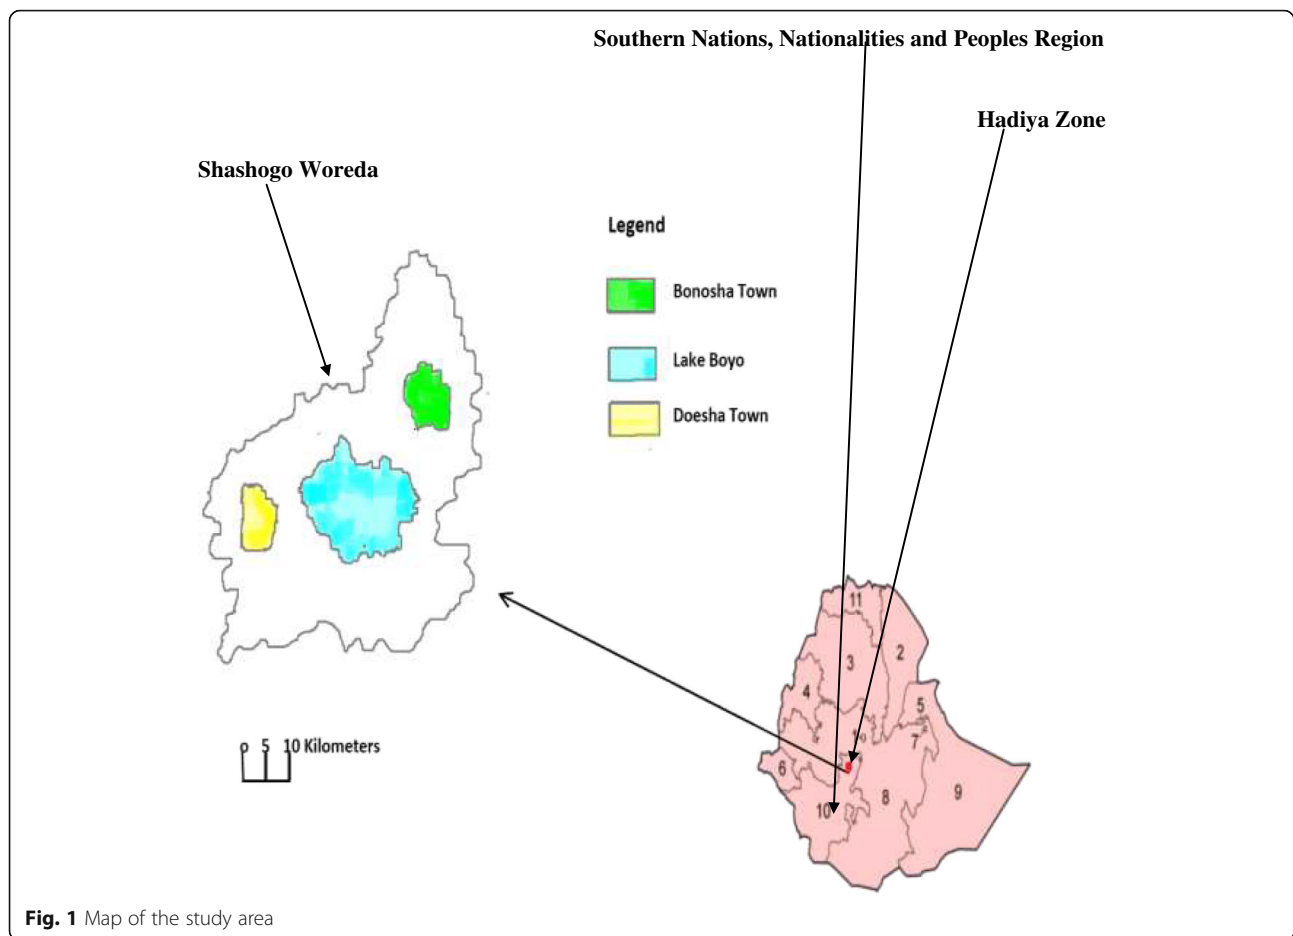 Southern Nations, Nationalities and Peoples Region
Hadiya Zone
Shashogo Woreda
Legend
Bonosha Town
Lake Boyo
Doesha Town
11
3
2
4
5
1
7
6
10
8
9
0 5 10 Kilometers
Fig. 1 Map of the study area